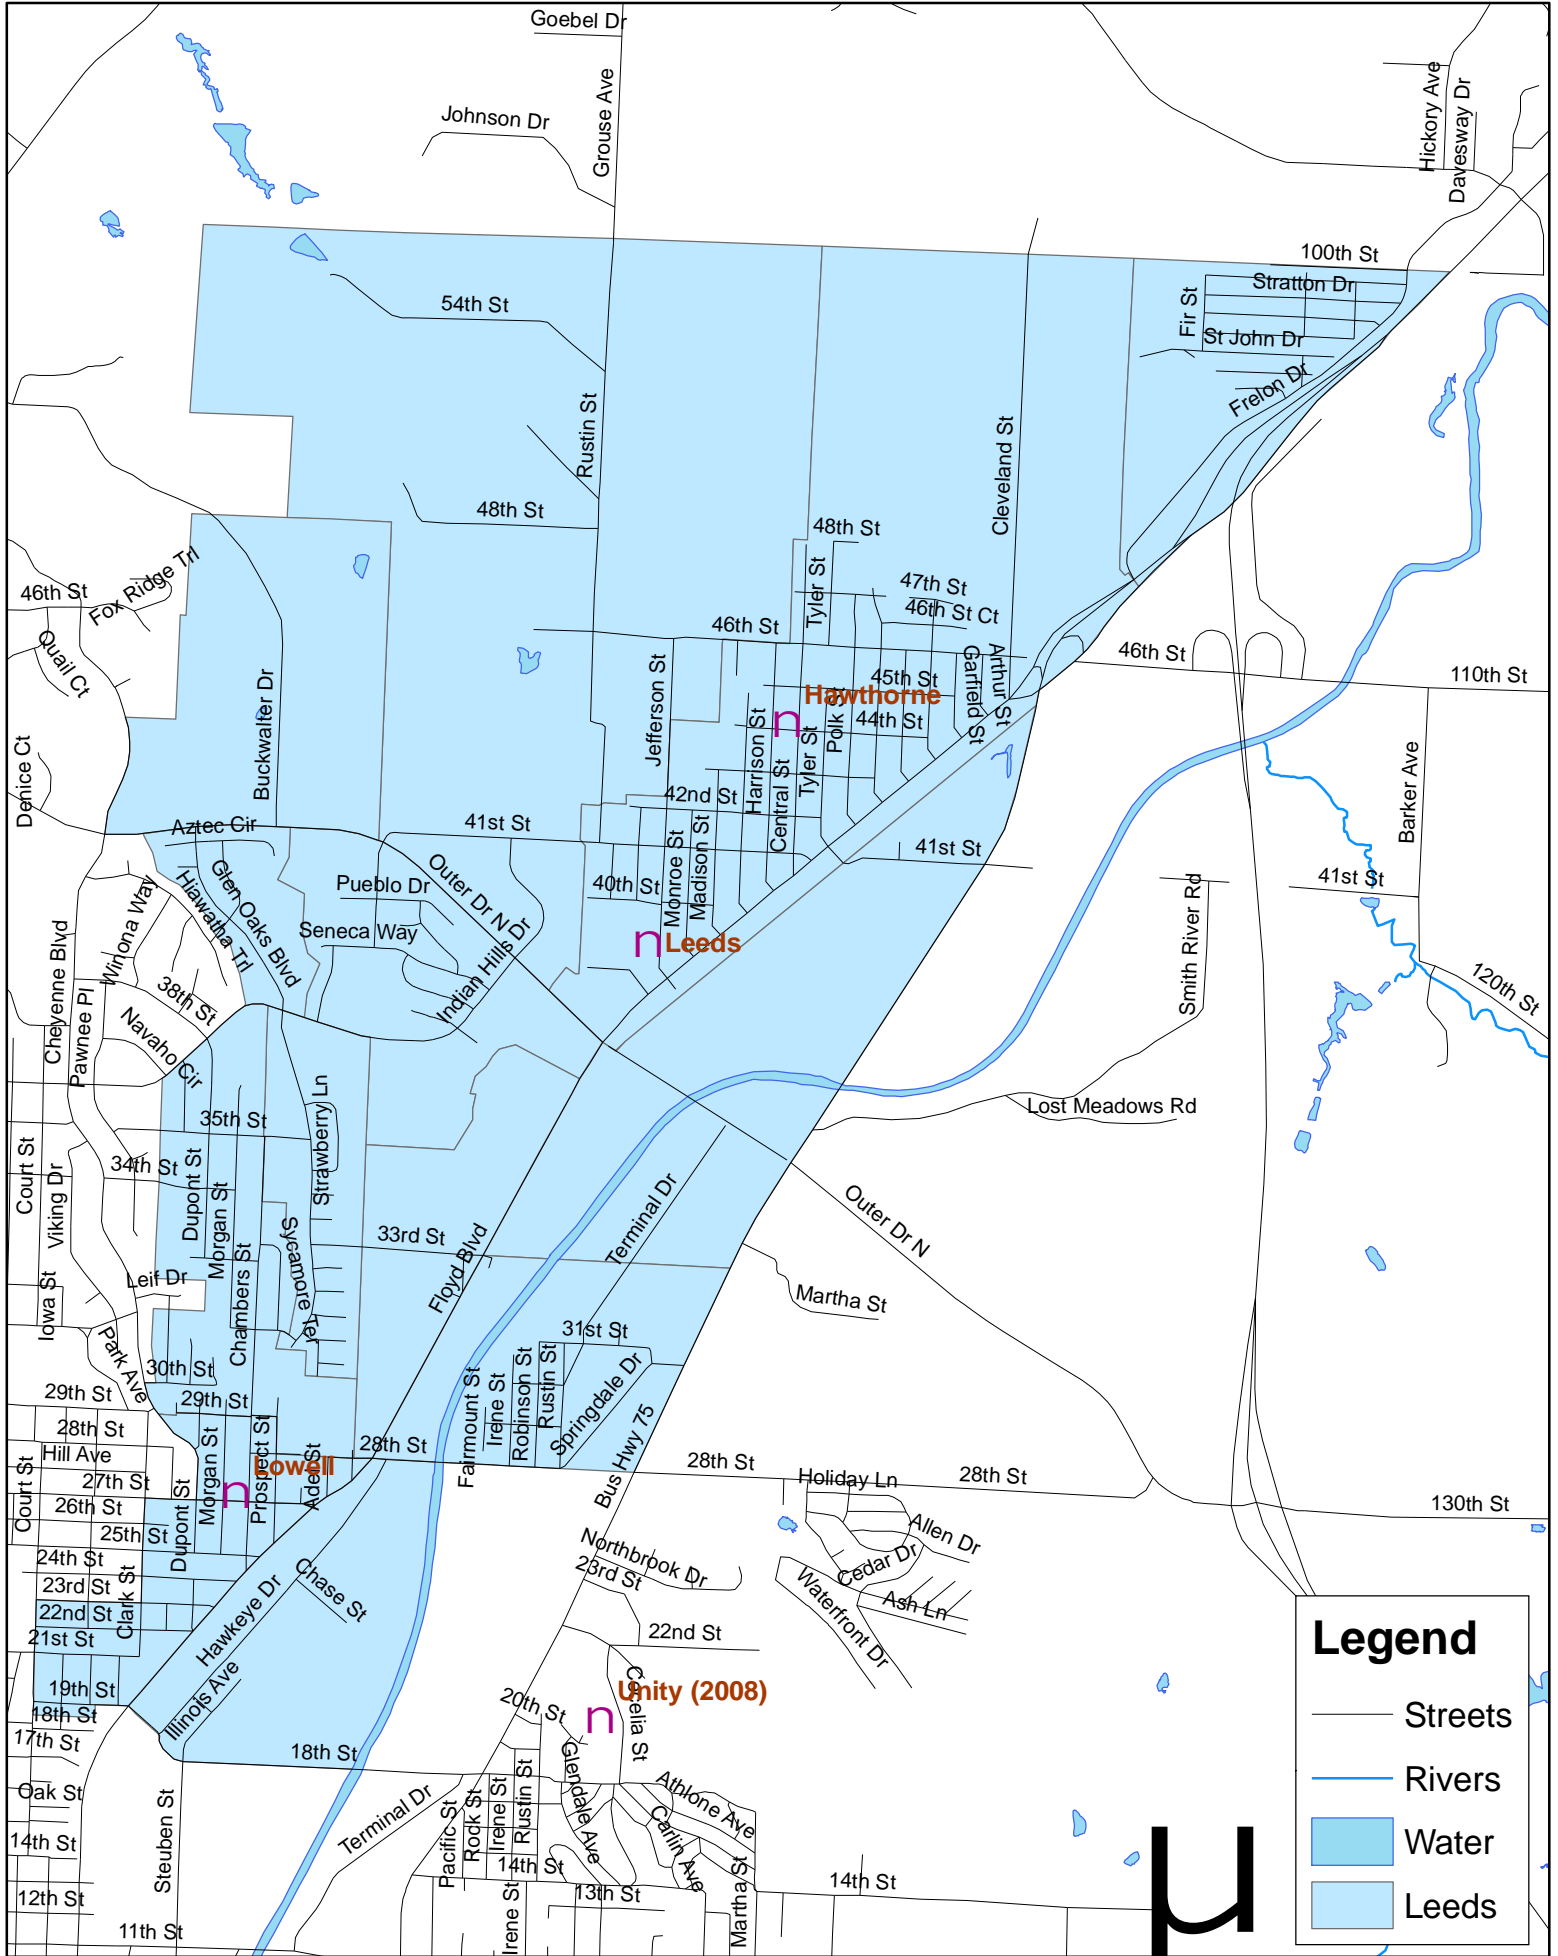 Goebel Dr
Grouse Ave
Johnson Dr
Hickory Ave
Davesway Dr
100th St
Stratton Dr
Fir St
St John Dr
Frelon Dr
54th St
Rustin St
Cleveland St
48th St
48th St
47th St
46th St Ct
Tyler St
46th St
Fox Ridge Trl
Quail Ct
46th St
46th St
110th St
Jefferson St
Garfield St
Arthur St
45th St
Hawthorne
n
Polk St
44th St
Harrison St
Tyler St
Central St
Buckwalter Dr
Denice Ct
Barker Ave
42nd St
Aztec Cir
41st St
41st St
41st St
Monroe St
Madison St
Outer Dr N
Pueblo Dr
40th St
Glen Oaks Blvd
Hiawatha Trl
Winona Way
Seneca Way
Indian Hills Dr
n
Leeds
Smith River Rd
120th St
Cheyenne Blvd
Pawnee Pl
38th St
Navaho Cir
Strawberry Ln
Lost Meadows Rd
35th St
34th St
Court St
Viking Dr
Dupont St
Morgan St
Chambers St
Sycamore Ter
33rd St
Floyd Blvd
Terminal Dr
Outer Dr N
Martha St
Leif Dr
Iowa St
Park Ave
31st St
30th St
29th St
29th St
28th St
Hill Ave
27th St
26th St
25th St
24th St
23rd St
22nd St
21st St
19th St
18th St
17th St
Oak St
14th St
12th St
11th St
Court St
Clark St
Dupont St
Morgan St
Prospect St
Adel St
Lowell
n
28th St
Fairmount St
Irene St
Robinson St
Rustin St
Springdale Dr
Bus Hwy 75
28th St
28th St
Holiday Ln
130th St
Allen Dr
Cedar Dr
Ash Ln
Waterfront Dr
Northbrook Dr
23rd St
22nd St
Chase St
Hawkeye Dr
Illinois Ave
18th St
Steuben St
Terminal Dr
20th St
Unity (2008)
n
Cecelia St
Glendale Ave
Athlone Ave
Carlin Ave
Pacific St
Rock St
Irene St
Rustin St
14th St
13th St
Irene St
Martha St
14th St
µ
Legend
Streets
Rivers
Water
Leeds